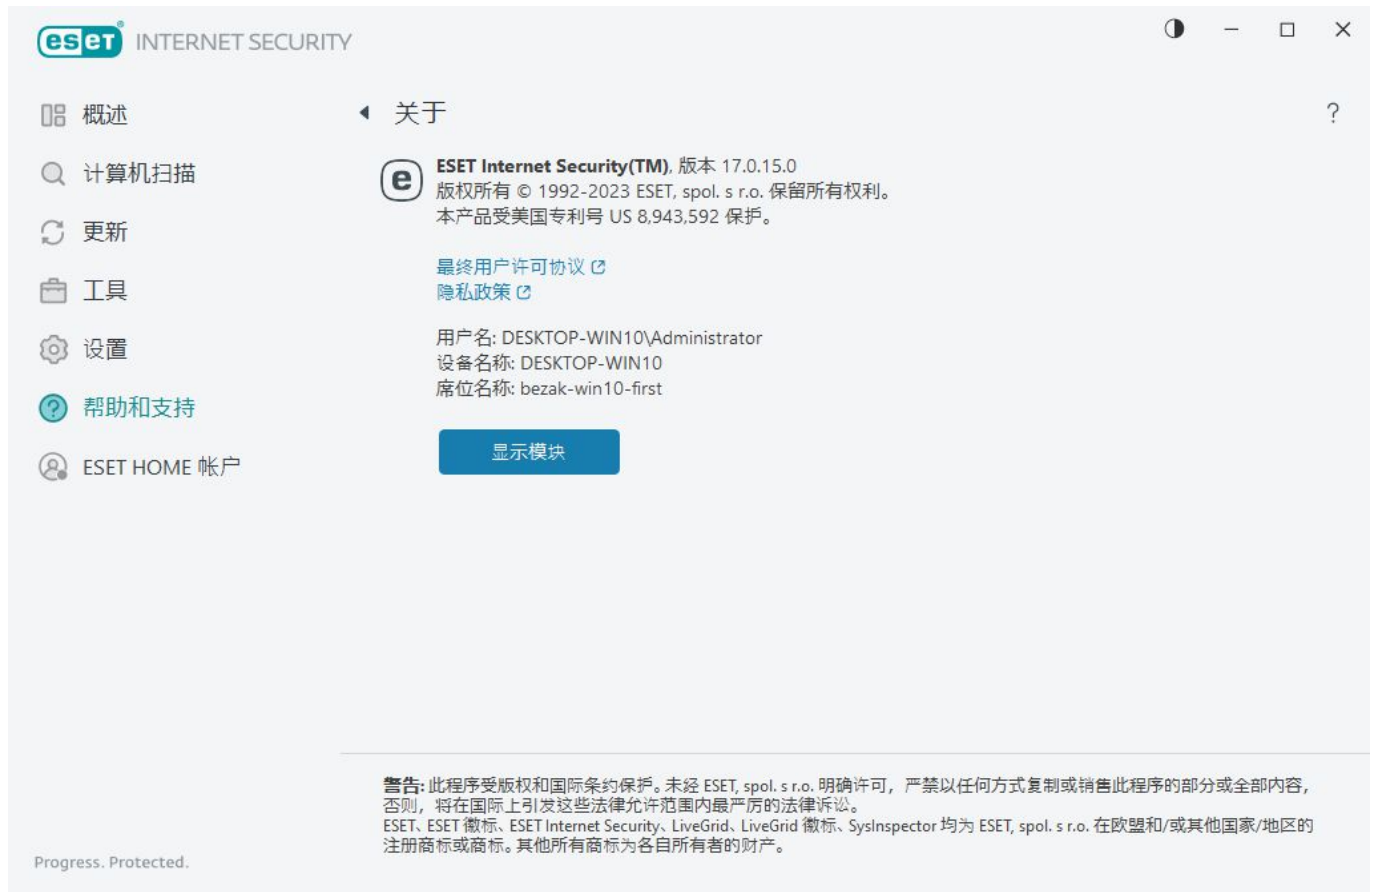 eset INTERNET SECURITY
概述
计算机扫描
更新
工具
设置
帮助和支持
ESET HOME 帐户
关于
?
ESET Internet Security(TM), 版本 17.0.15.0
版权所有 © 1992-2023 ESET, spol. s r.o. 保留所有权利。
本产品受美国专利号 US 8,943,592 保护。
最终用户许可协议
隐私政策
用户名: DESKTOP-WIN10\Administrator
设备名称: DESKTOP-WIN10
席位名称: bezak-win10-first
显示模块
警告: 此程序受版权和国际条约保护。未经 ESET, spol. s r.o. 明确许可，严禁以任何方式复制或销售此程序的部分或全部内容，
否则，将在国际上引发这些法律允许范围内最严厉的法律诉讼。
ESET、ESET 徽标、ESET Internet Security、LiveGrid、LiveGrid 徽标、SysInspector 均为 ESET, spol. s r.o. 在欧盟和/或其他国家/地区的
注册商标或商标。其他所有商标为各自所有者的财产。
Progress. Protected.